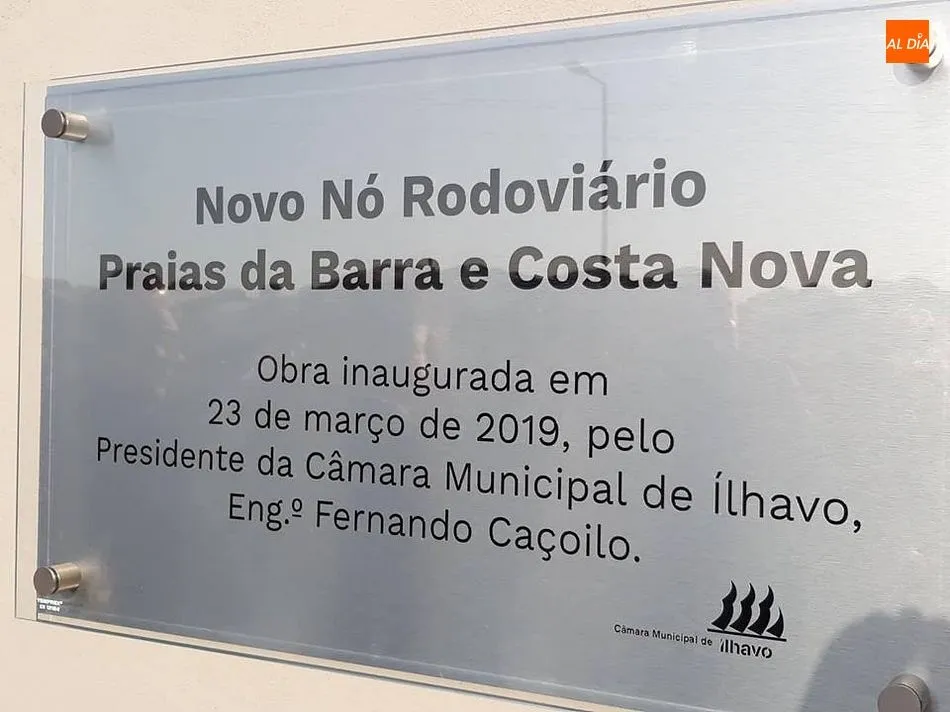 AL DíA
Novo Nó Rodoviário
Praias da Barra e Costa Nova
Obra inaugurada em
23 de março de 2019, pelo
Presidente da Câmara Municipal de Ílhavo,
Eng.º Fernando Caçoilo.
Câmara Municipal de ílhavo